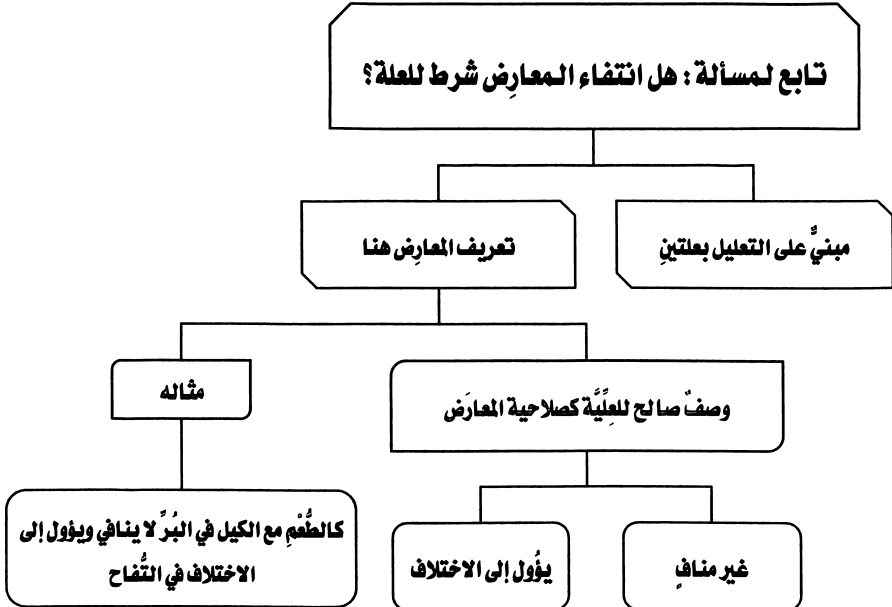 تابع لمسألة : هل انتفاء المعارِض شرط للعلة؟
مبنيٌّ على التعليل بعلتينِ
تعريف المعارِض هنا
وصفٌ صالح للعِلِّيَّة كصلاحية المعارَض
مثاله
غير منافٍ
يؤُول إلى الاختلاف
كالطُّعْمِ مع الكيل في البُرِّ لا ينافي ويؤول إلى
الاختلاف في التُّفاح